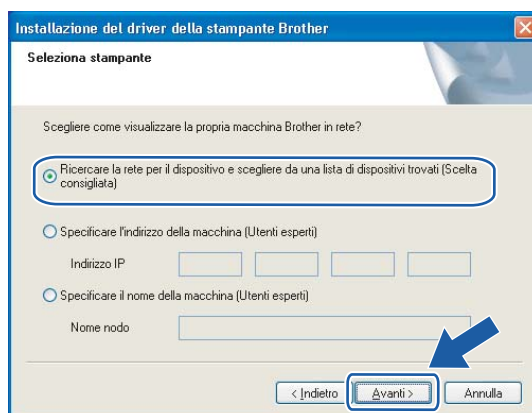 Installazione del driver della stampante Brother
Seleziona stampante
Scegliere come visualizzare la propria macchina Brother in rete?
Ricercare la rete per il dispositivo e scegliere da una lista di dispositivi trovati (Scelta
consigliata)
Specificare l'indirizzo della macchina (Utenti esperti)
Indirizzo IP
Specificare il nome della macchina (Utenti esperti)
Nome nodo
< Indietro Avanti > Annulla